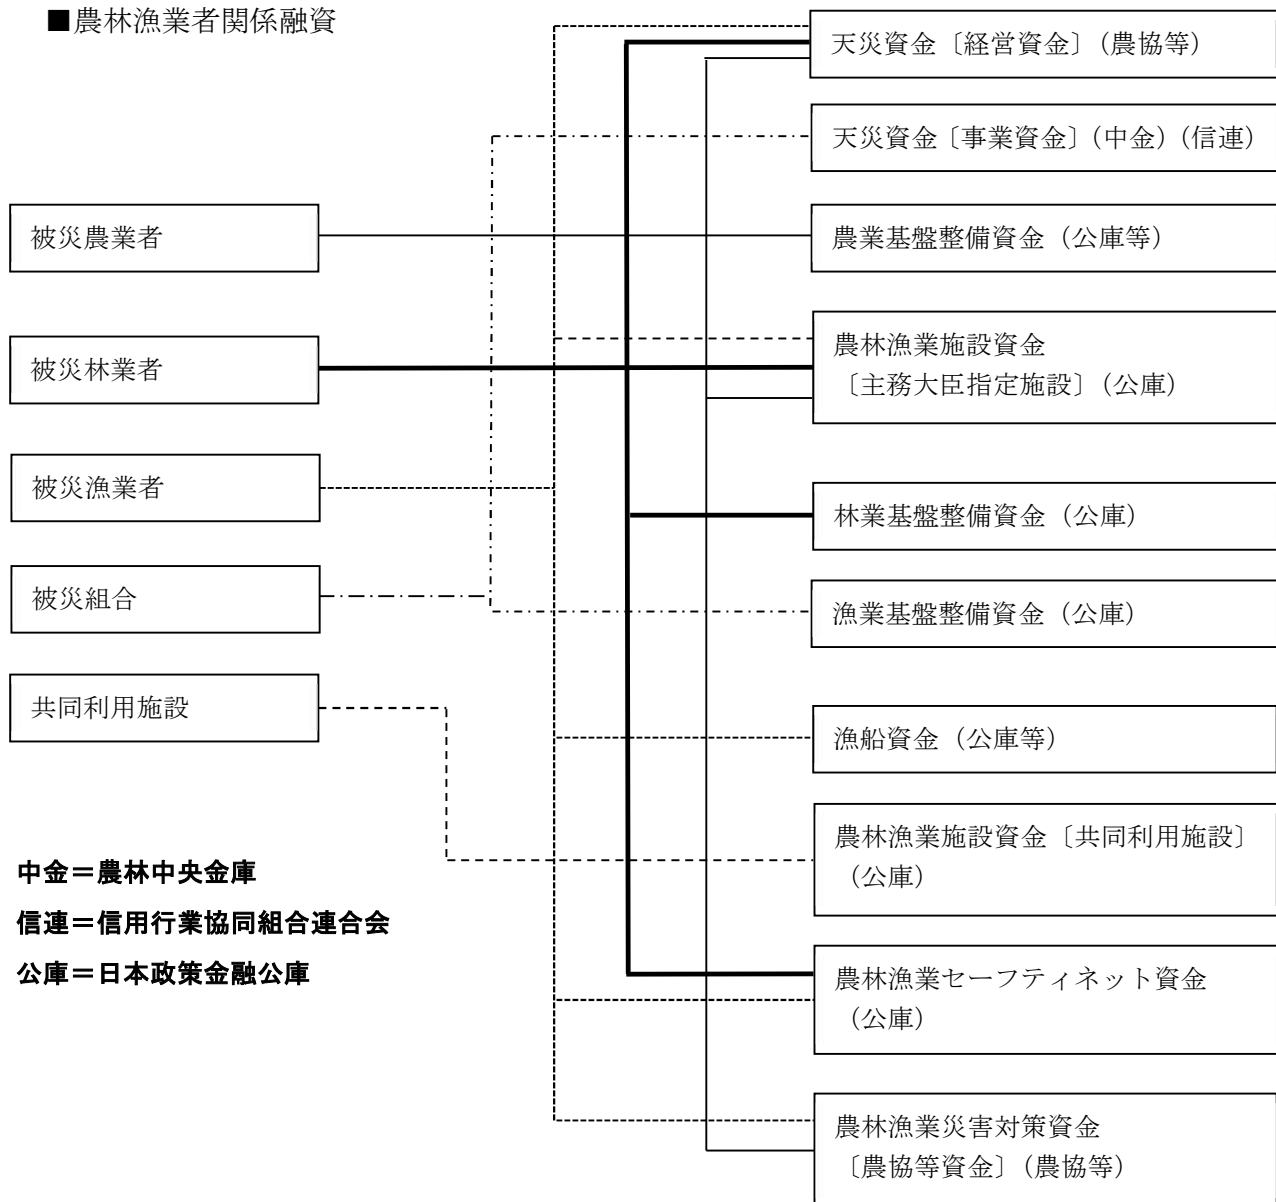 ■農林漁業者関係融資
天災資金〔経営資金〕(農協等)
天災資金〔事業資金〕(中金)(信連)
被災農業者
農業基盤整備資金(公庫等)
農林漁業施設資金
〔主務大臣指定施設〕(公庫)
被災林業者
被災漁業者
林業基盤整備資金(公庫)
被災組合
漁業基盤整備資金(公庫)
共同利用施設
漁船資金(公庫等)
農林漁業施設資金〔共同利用施設〕
(公庫)
中金=農林中央金庫
信連=信用行業協同組合連合会
公庫=日本政策金融公庫
農林漁業セーフティネット資金
(公庫)
農林漁業災害対策資金
〔農協等資金〕(農協等)